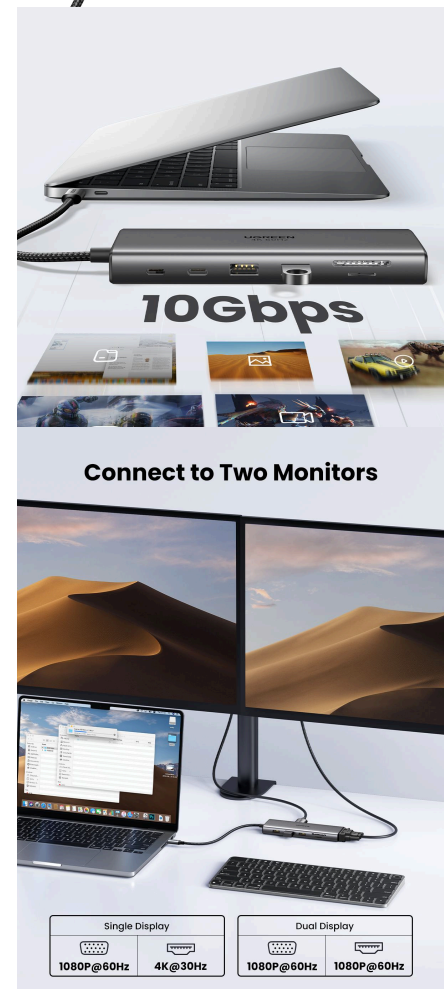 UGREEN
10Gbps
Connect to Two Monitors
Single Display
Dual Display
1080P@60Hz
4K@30Hz
1080P@60Hz
1080P@60Hz